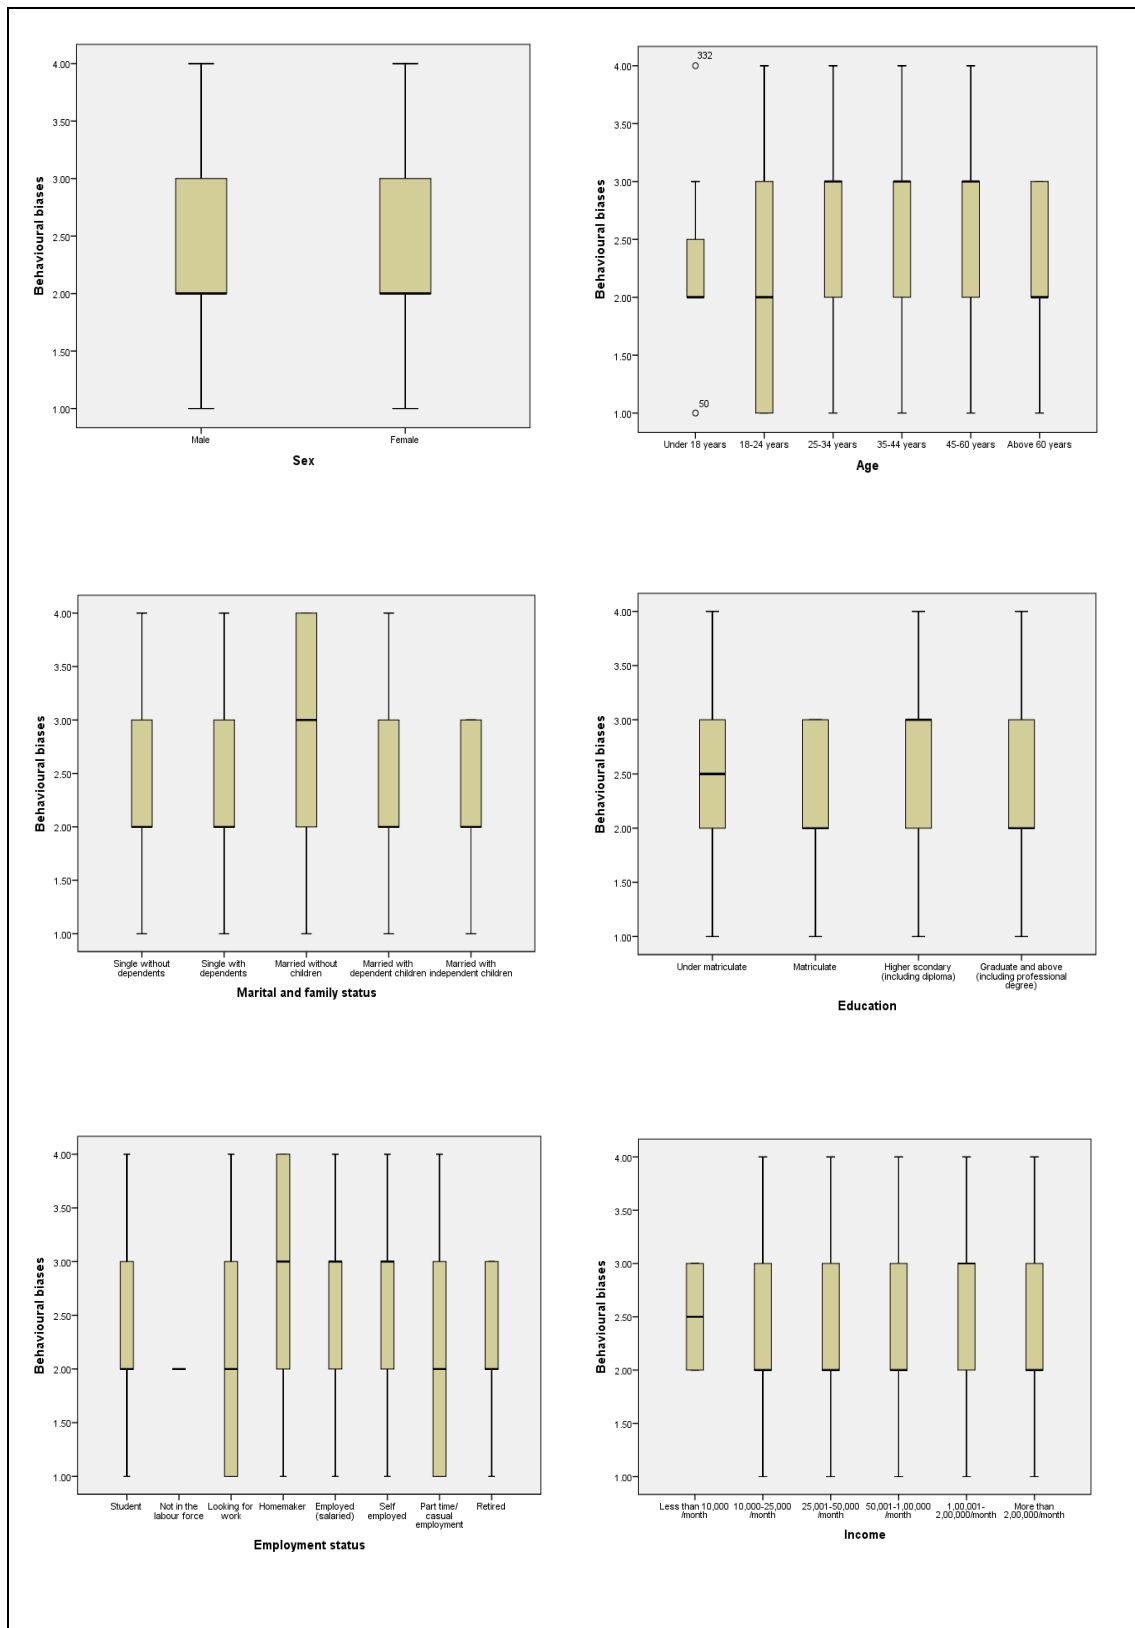 4.00
3.50
3.00
2.50
2.00
1.50
1.00
Behavioural biases
Male
Female
Sex
332
50
4.00
3.00
2.50
2.00
1.50
1.00
Behavioural biases
Under 18 years
18-24 years
25-34 years
35-44 years
45-60 years
Above 60 years
Age
4.00
3.50
3.00
2.50
2.00
1.50
1.00
Behavioural biases
Single without
dependents
Single with
dependents
Married without
children
Married with
dependent children
Married with
independent children
Marital and family status
4.00
3.50
3.00
2.50
2.00
1.50
1.00
Behavioural biases
Under matriculate
Matriculate
Higher scondary
(including diploma)
Graduate and above
(including professional
degree)
Education
4.00
3.50
3.00
2.50
2.00
1.50
1.00
Behavioural biases
Student
Not in the
labour force
Looking for
work
Homemaker
Employed
(salaried)
Self
employed
Part time/
casual
employment
Retired
Employment status
4.00
3.50
3.00
2.50
2.00
1.50
1.00
Behavioural biases
Less than 10,000
/month
10,000-25,000
/month
25,001-50,000
/month
50,001-1,00,000
/month
1,00,001-
2,00,000/month
More than
2,00,000/month
Income